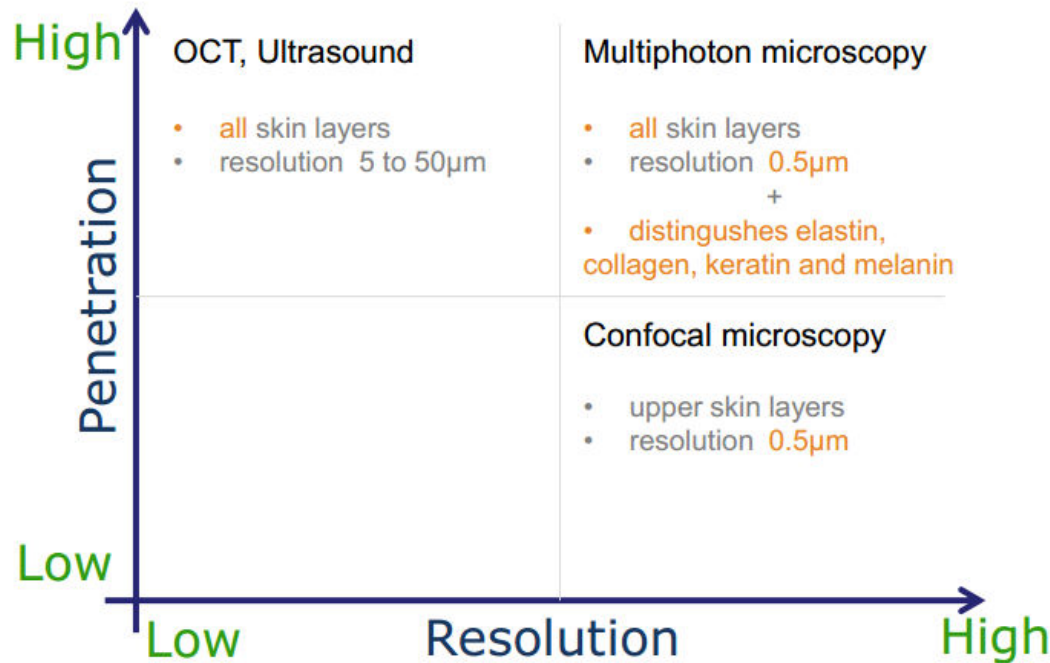 High
OCT, Ultrasound
• all skin layers
• resolution 5 to 50µm
Multiphoton microscopy
• all skin layers
• resolution 0.5µm
+
• distingushes elastin,
collagen, keratin and melanin
Penetration
Confocal microscopy
• upper skin layers
• resolution 0.5µm
Low
Low
Resolution
High